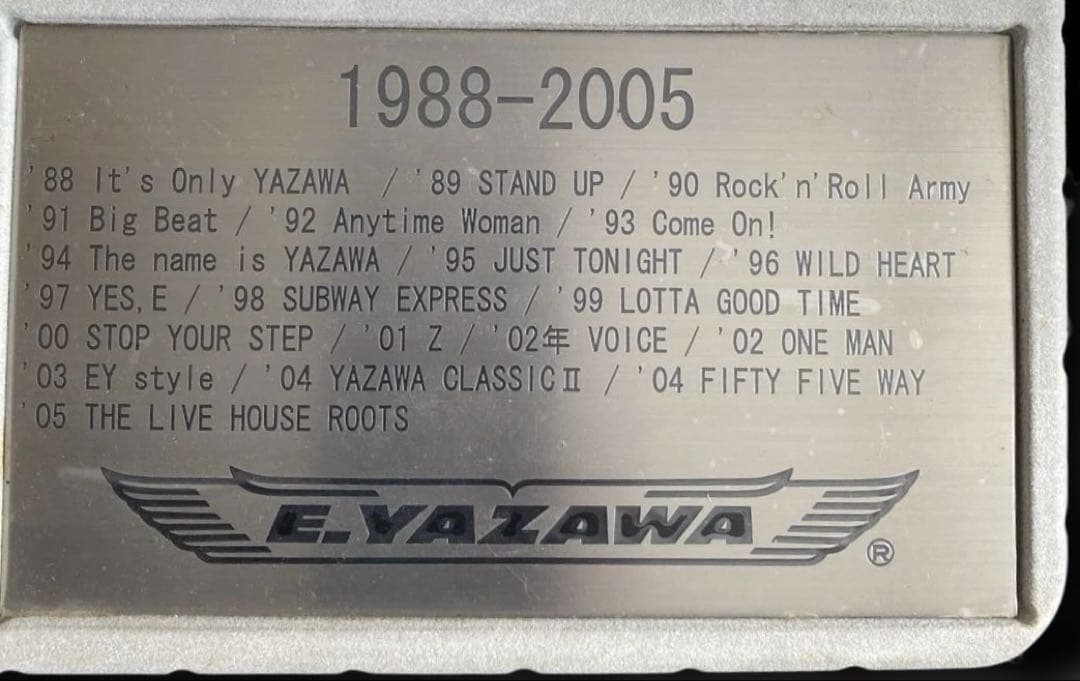 1988-2005
'88 It's Only YAZAWA / '89 STAND UP / '90 Rock'n'Roll Army
'91 Big Beat / '92 Anytime Woman / '93 Come On!
'94 The name is YAZAWA / '95 JUST TONIGHT / '96 WILD HEART
'97 YES,E / '98 SUBWAY EXPRESS / '99 LOTTA GOOD TIME
'00 STOP YOUR STEP / '01 Z / '02年 VOICE / '02 ONE MAN
'03 EY style / '04 YAZAWA CLASSICⅡ / '04 FIFTY FIVE WAY
'05 THE LIVE HOUSE ROOTS
E.YAZAWA
®